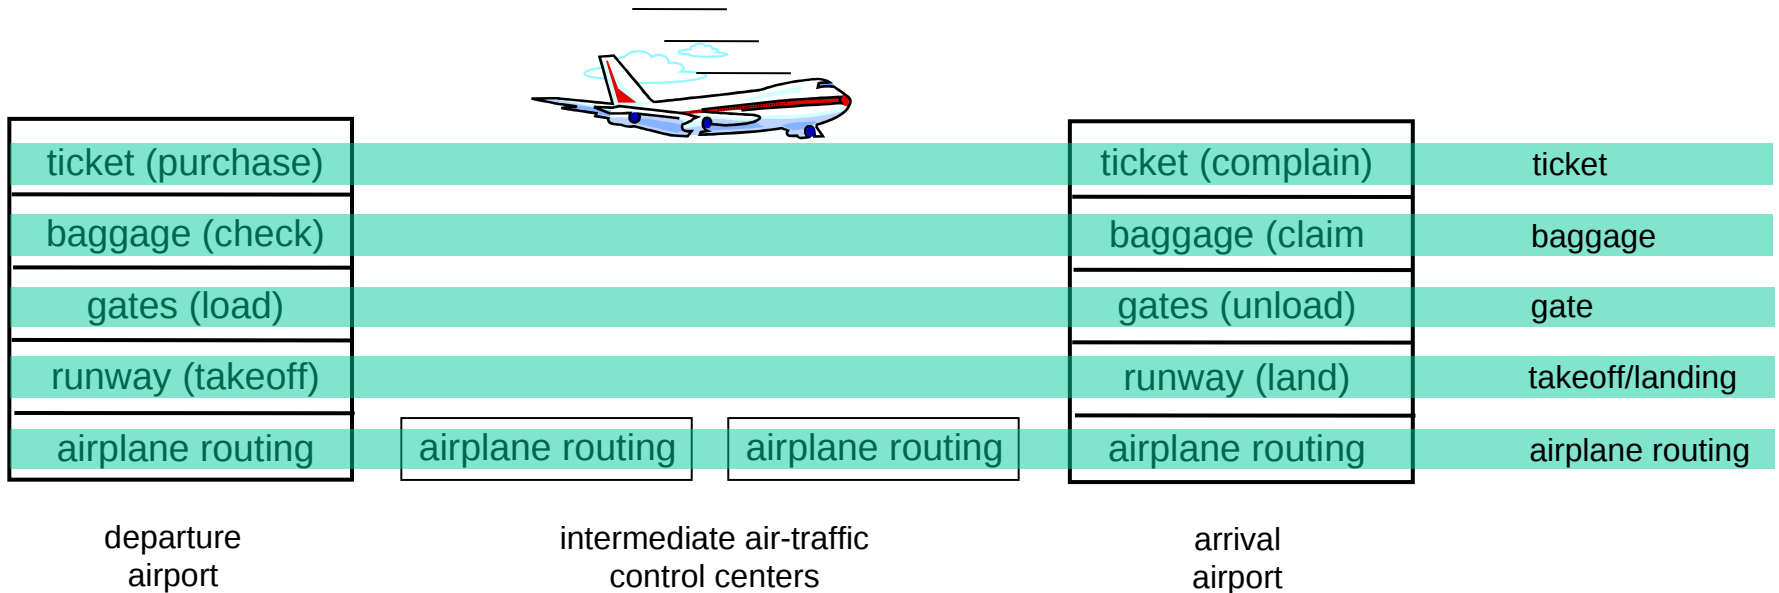 ticket (purchase) ticket (complain) ticket
baggage (check) baggage (claim baggage
gates (load) gates (unload) gate
runway (takeoff) runway (land) takeoff/landing
airplane routing airplane routing airplane routing airplane routing airplane routing
departure
airport
intermediate air-traffic
control centers
arrival
airport